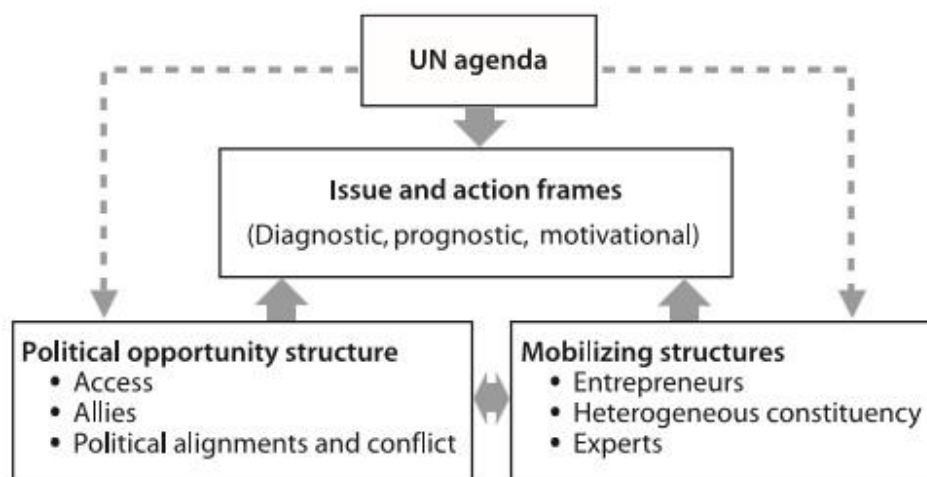 UN agenda
Issue and action frames
(Diagnostic, prognostic, motivational)
Political opportunity structure
• Access
• Allies
• Political alignments and conflict
Mobilizing structures
• Entrepreneurs
• Heterogeneous constituency
• Experts